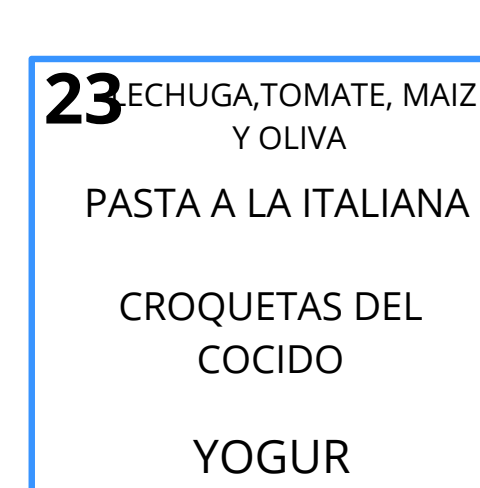 23
LECHUGA,TOMATE, MAIZ
Y OLIVA
PASTA A LA ITALIANA
CROQUETAS DEL
COCIDO
YOGUR